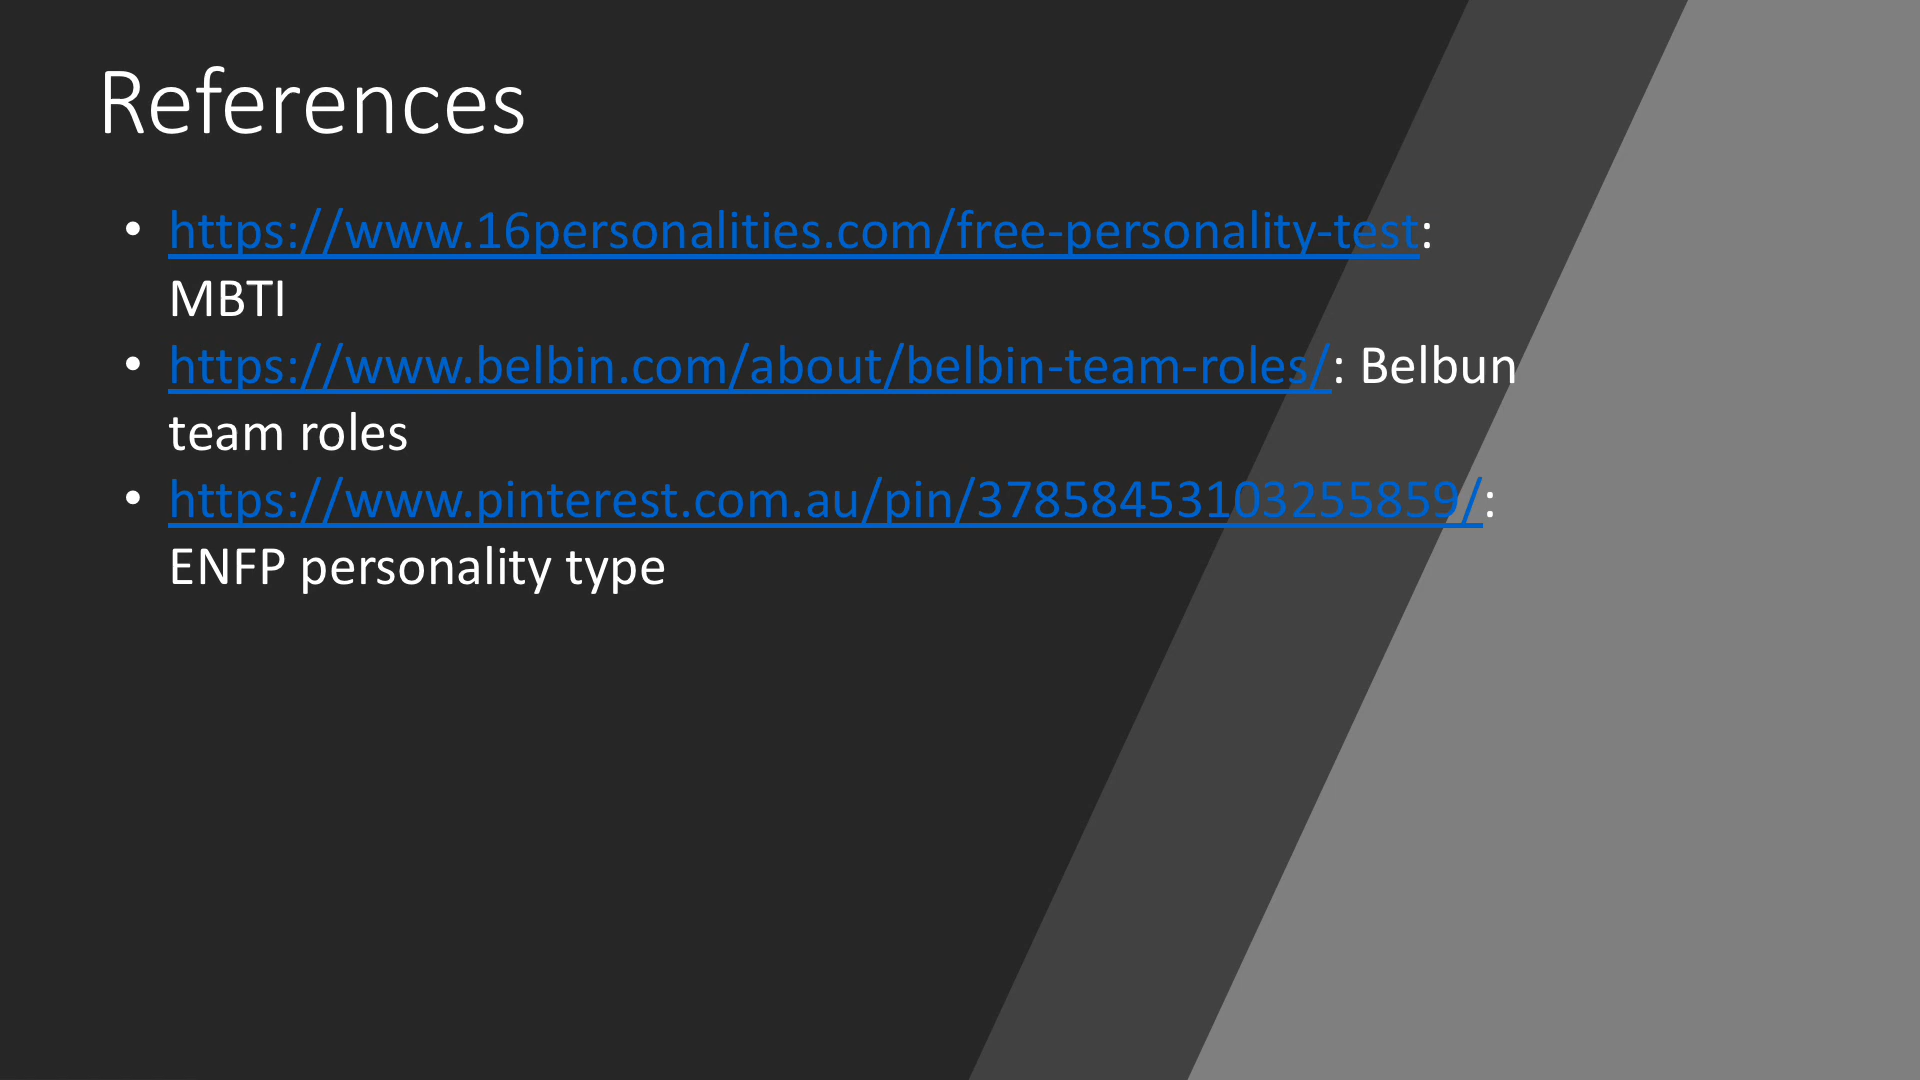 References
• https://www.16personalities.com/free-personality-test:
MBTI
• https://www.belbin.com/about/belbin-team-roles/: Belbun
team roles
• https://www.pinterest.com.au/pin/37858453103255859/:
ENFP personality type